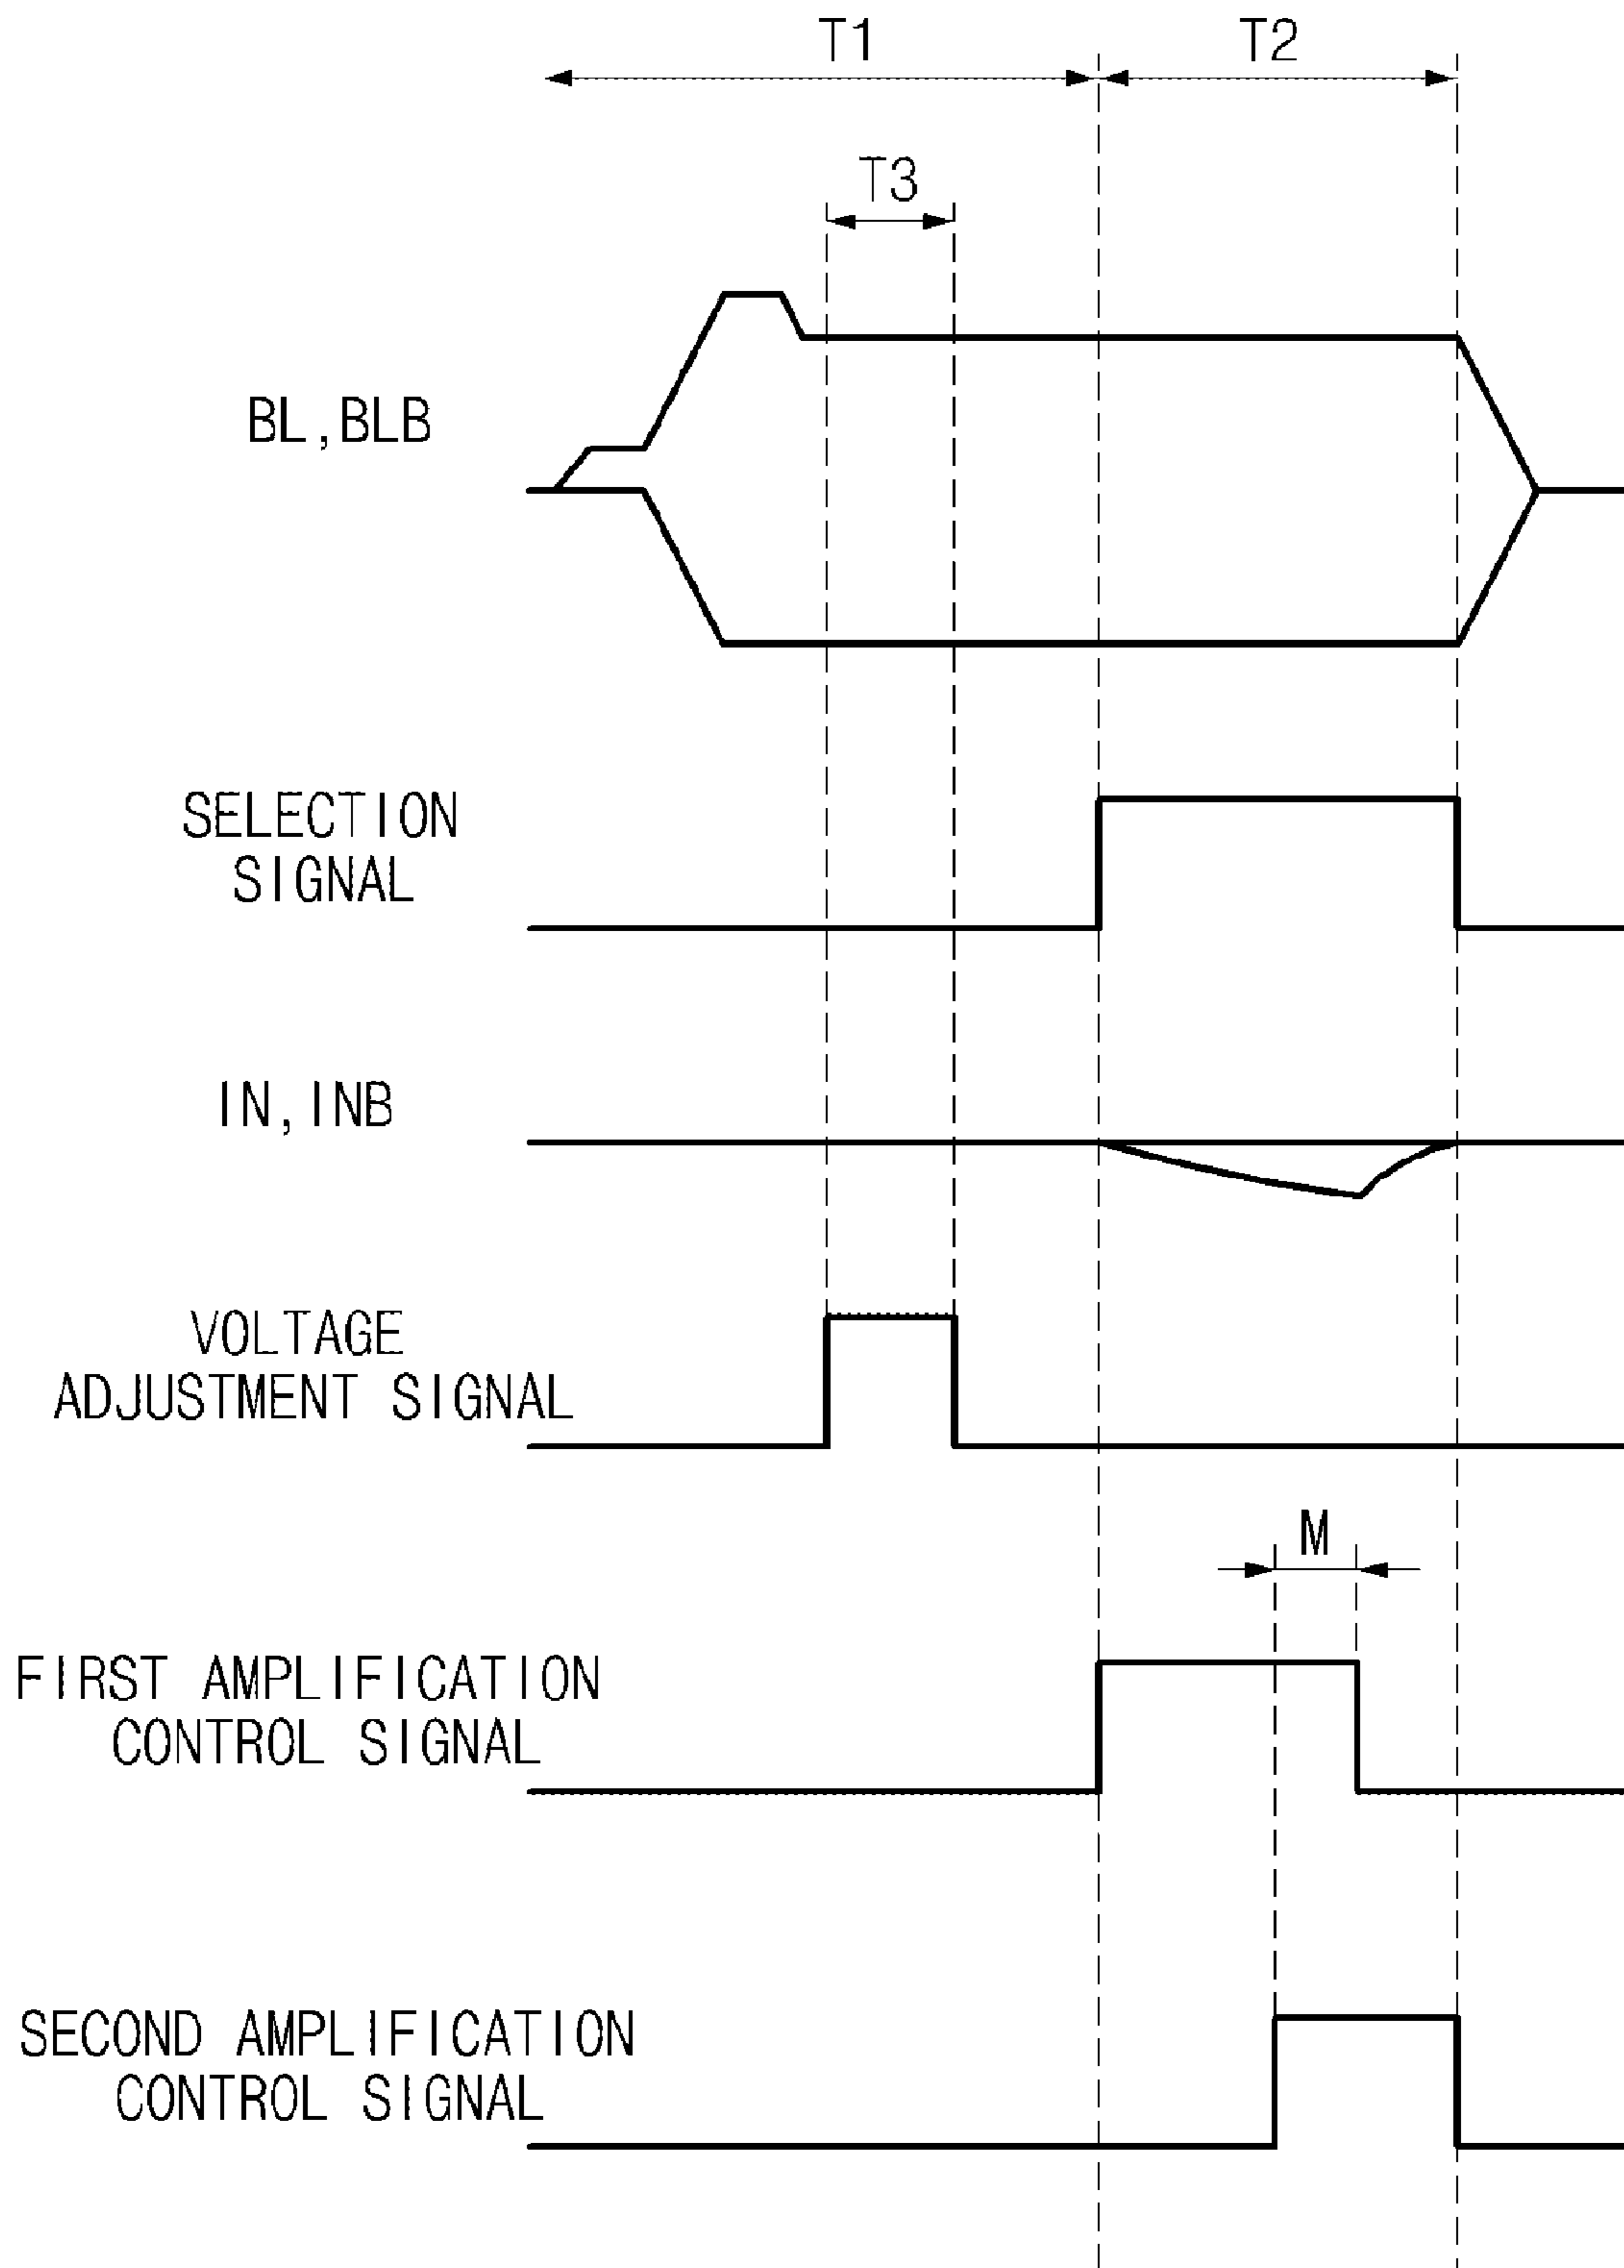 T1
T2
T3
BL,BLB
SELECTION
SIGNAL
IN,INB
VOLTAGE
ADJUSTMENT SIGNAL
M
FIRST AMPLIFICATION
CONTROL SIGNAL
SECOND AMPLIFICATION
CONTROL SIGNAL